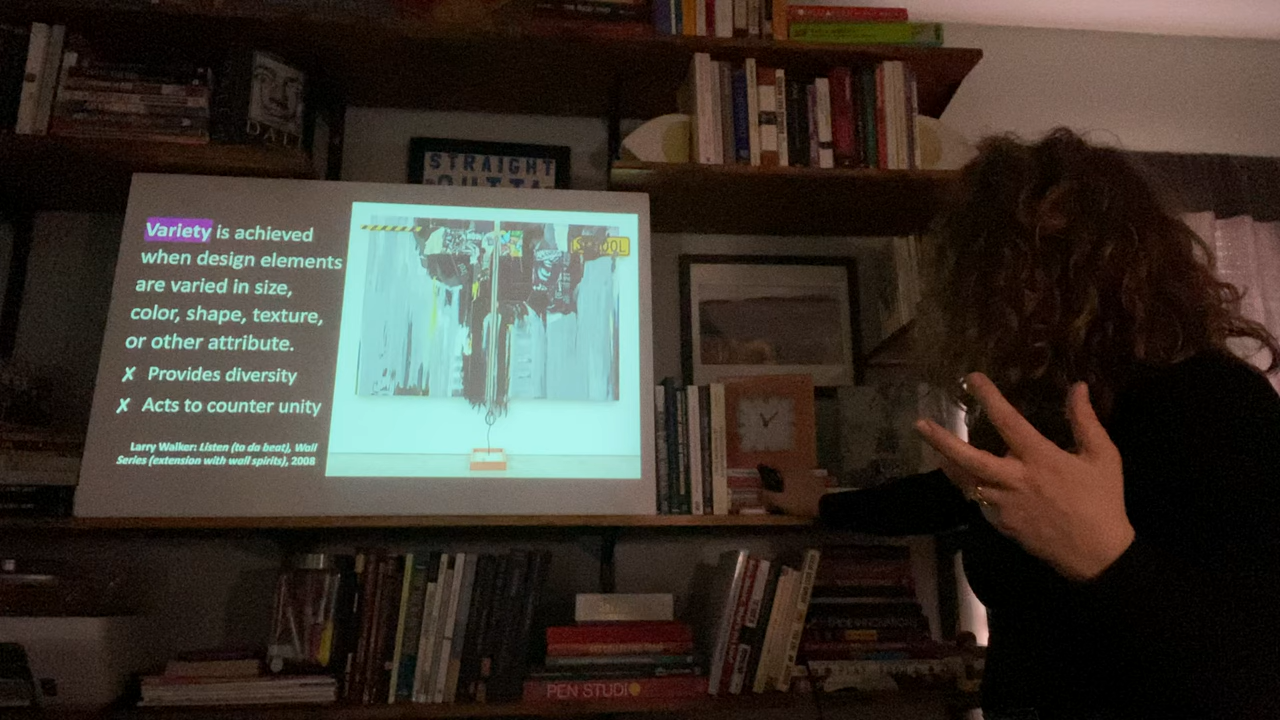 DALÍ
STRAIGHT
OUTTA
Variety is achieved
when design elements
are varied in size,
color, shape, texture,
or other attribute.
✗ Provides diversity
✗ Acts to counter unity
Larry Walker: Listen (to da beat), Wall
Series (extension with wall spirits), 2008
SCHOOL
PEN STUDIO